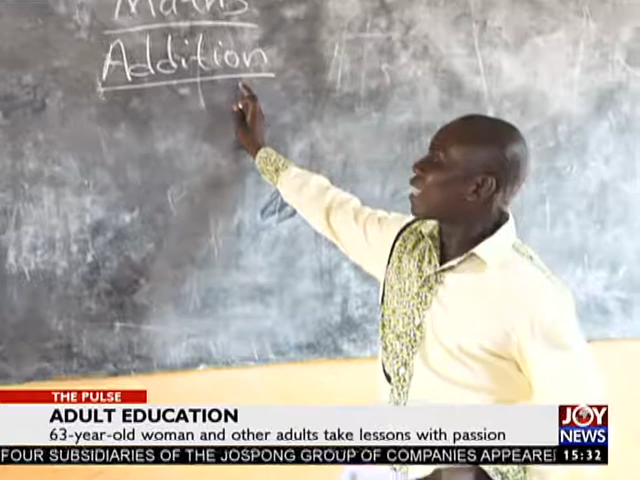 Maths
Addition
THE PULSE
ADULT EDUCATION
63-year-old woman and other adults take lessons with passion
JOY
NEWS
15:32
FOUR SUBSIDIARIES OF THE JOSPONG GROUP OF COMPANIES APPEARE